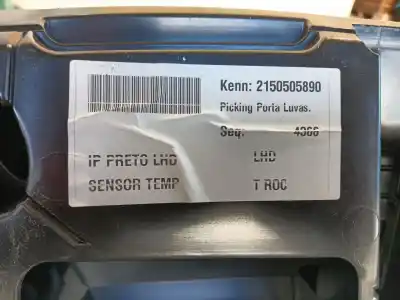 Kenn: 2150505890
Picking Porta Luvas.
Seq: 4366
IP PRETO LHD LHD
SENSOR TEMP T ROC